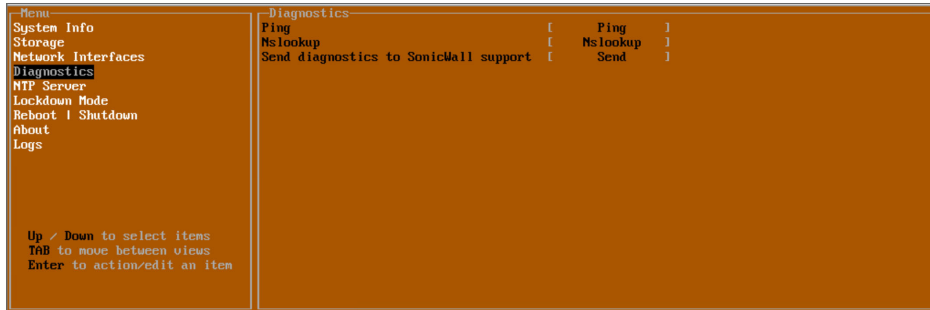 Menu
System Info
Storage
Network Interfaces
Diagnostics
NTP Server
Lockdown Mode
Reboot | Shutdown
About
Logs
Up / Down to select items
TAB to move between views
Enter to action/edit an item
Diagnostics
Ping [ Ping ]
Nslookup [ Nslookup ]
Send diagnostics to SonicWall support [ Send ]